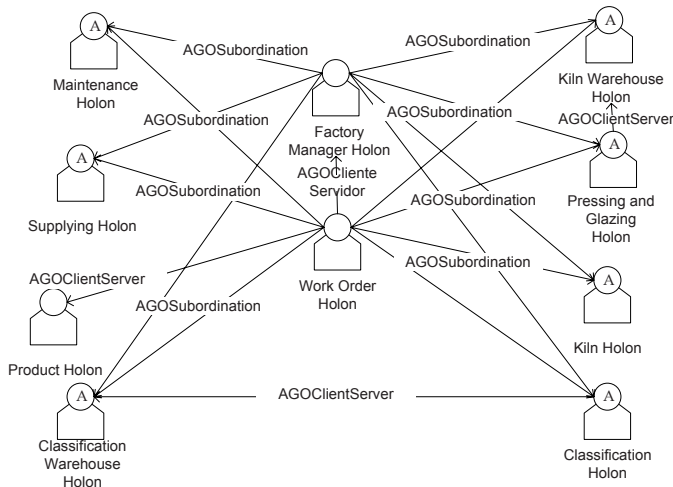 A
A
AGOSubordination
AGOSubordination
Maintenance
Holon
Kiln Warehouse
Holon
AGOSubordination
AGOSubordination
AGOClientServer
Factory
Manager Holon
A
A
AGOCliente
Servidor
AGOSubordination
AGOSubordination
Supplying Holon
Pressing and
Glazing
Holon
AGOClientServer
AGOSubordination
A
Work Order
Holon
AGOSubordination
Product Holon
Kiln Holon
A
AGOClientServer
A
Classification
Warehouse
Holon
Classification
Holon